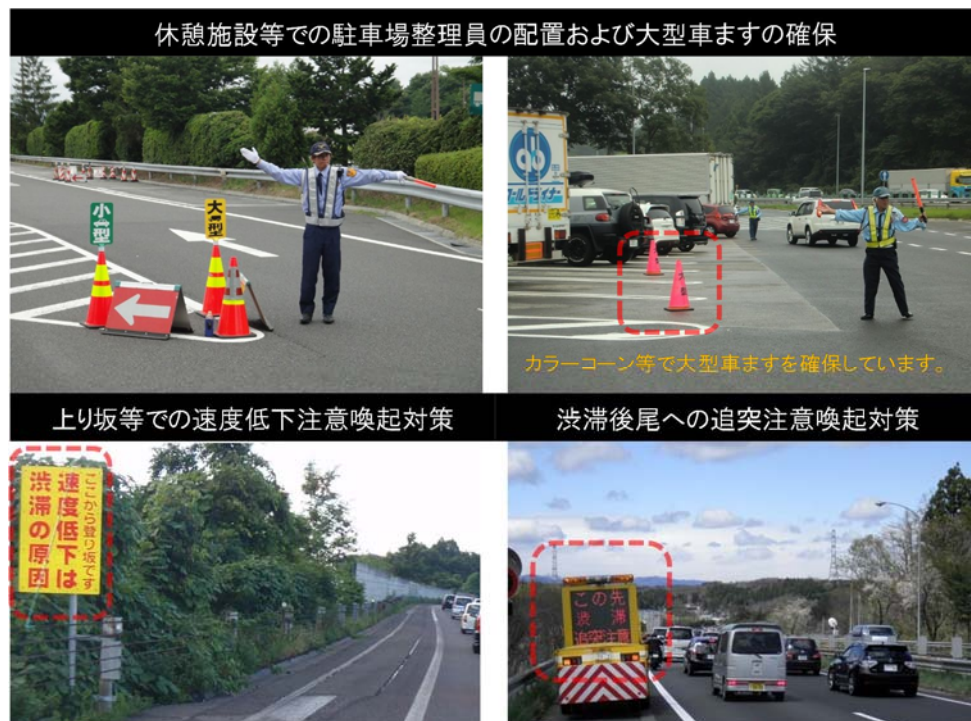 休憩施設等での駐車場整理員の配置および大型車ますの確保
小型
大型
カラーコーン等で大型車ますを確保しています。
上り坂等での速度低下注意喚起対策
渋滞後尾への追突注意喚起対策
ここから登り坂です
速度低下は
渋滞の原因
この先
渋滞
追突注意